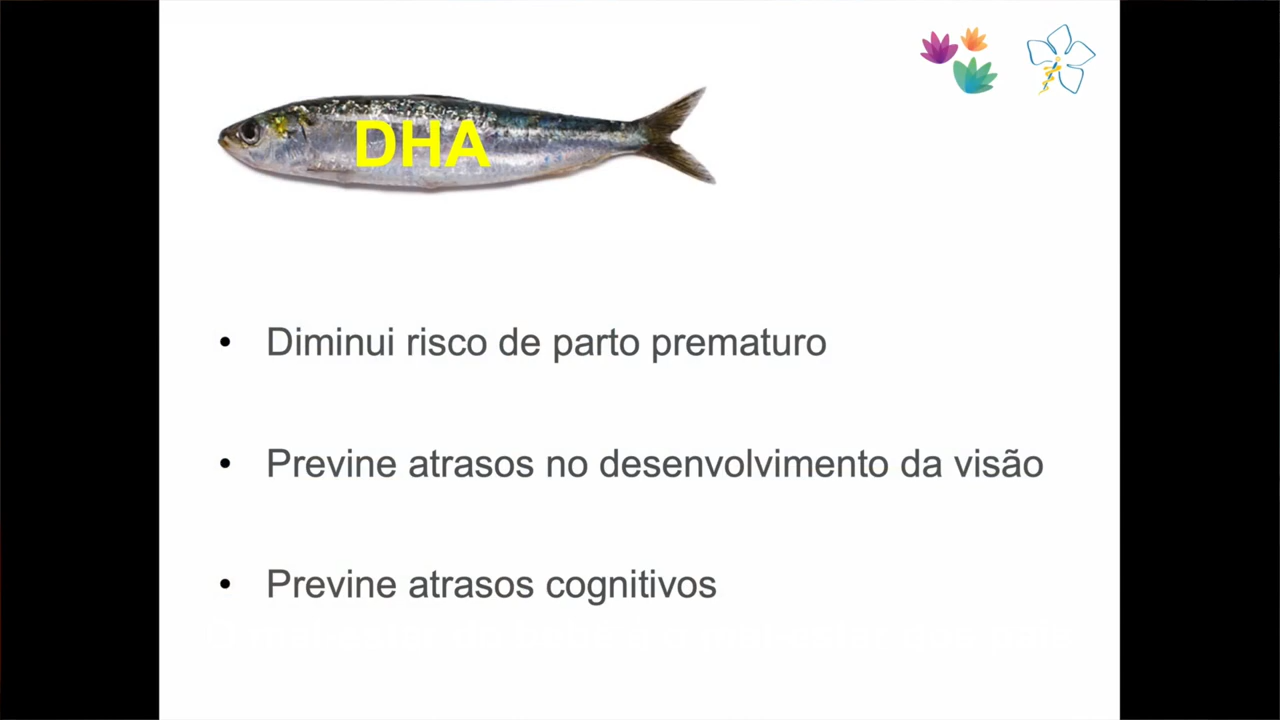 DHA
• Diminui risco de parto prematuro
• Previne atrasos no desenvolvimento da visão
• Previne atrasos cognitivos